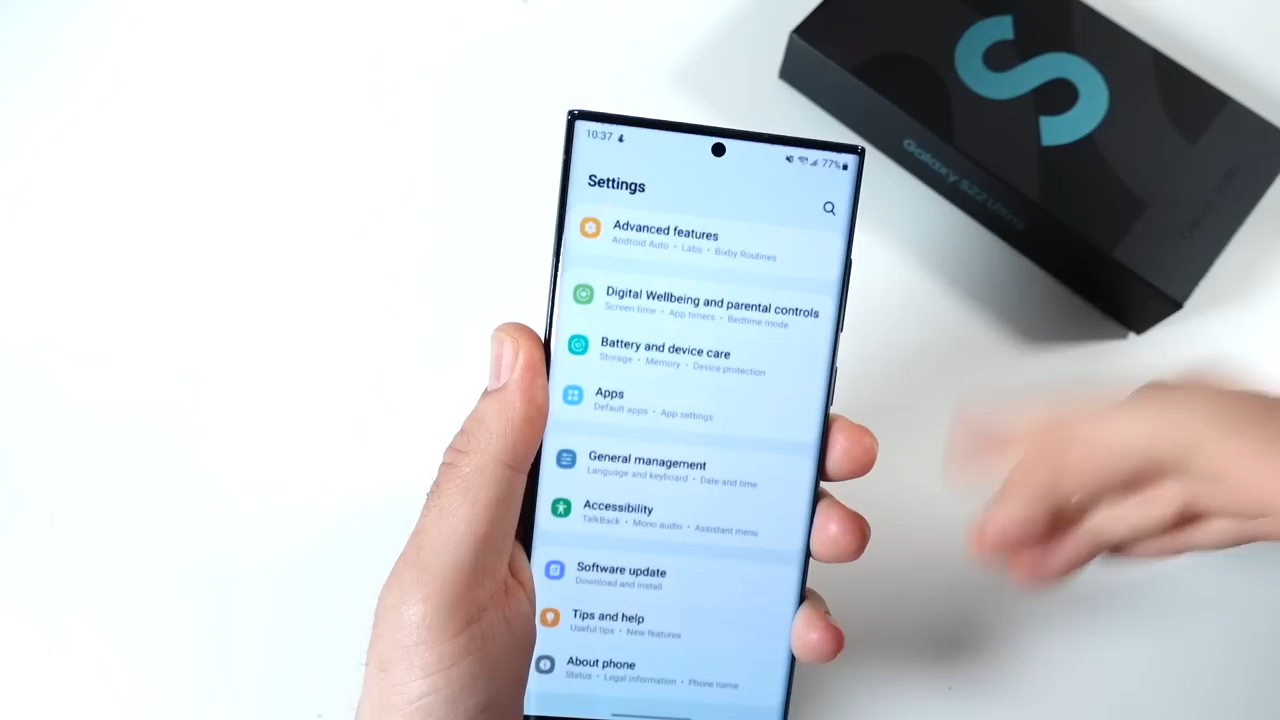 S
Galaxy S22 Ultra
10:37
77%
Settings
Advanced features
Android Auto • Labs • Bixby Routines
Digital Wellbeing and parental controls
Screen time • App timers • Bedtime mode
Battery and device care
Storage • Memory • Device protection
Apps
Default apps • App settings
General management
Language and keyboard • Date and time
Accessibility
TalkBack • Mono audio • Assistant menu
Software update
Download and install
Tips and help
Useful tips • New features
About phone
Status • Legal information • Phone name